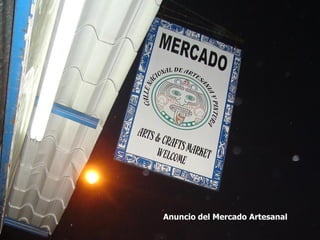 MERCADO
CALLE NACIONAL DE ARTESANIA Y PINTURA
ARTS & CRAFTS MARKET
WELCOME
Anuncio del Mercado Artesanal